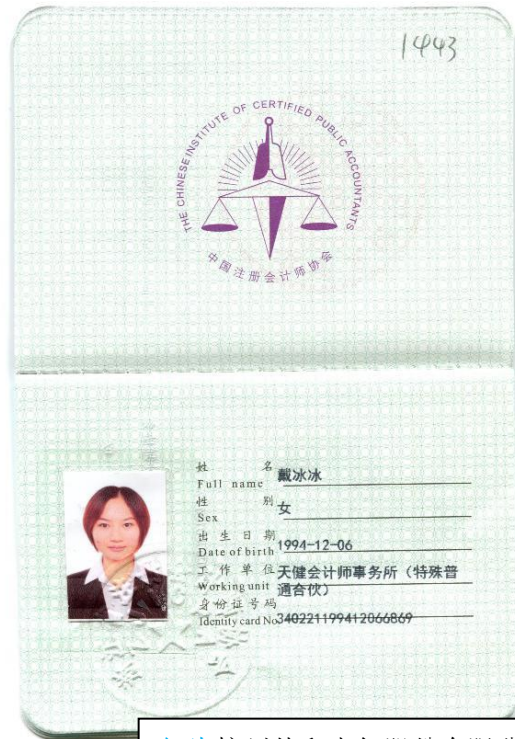 1443
THE CHINESE INSTITUTE OF CERTIFIED PUBLIC ACCOUNTANTS
中国注册会计师协会
姓 名 戴冰冰
Full name
性 别 女
Sex
出生日期 1994-12-06
Date of birth
工作单位 天健会计师事务所（特殊普
Working unit 通合伙）
身份证号码
Identity card No 340221199412066869